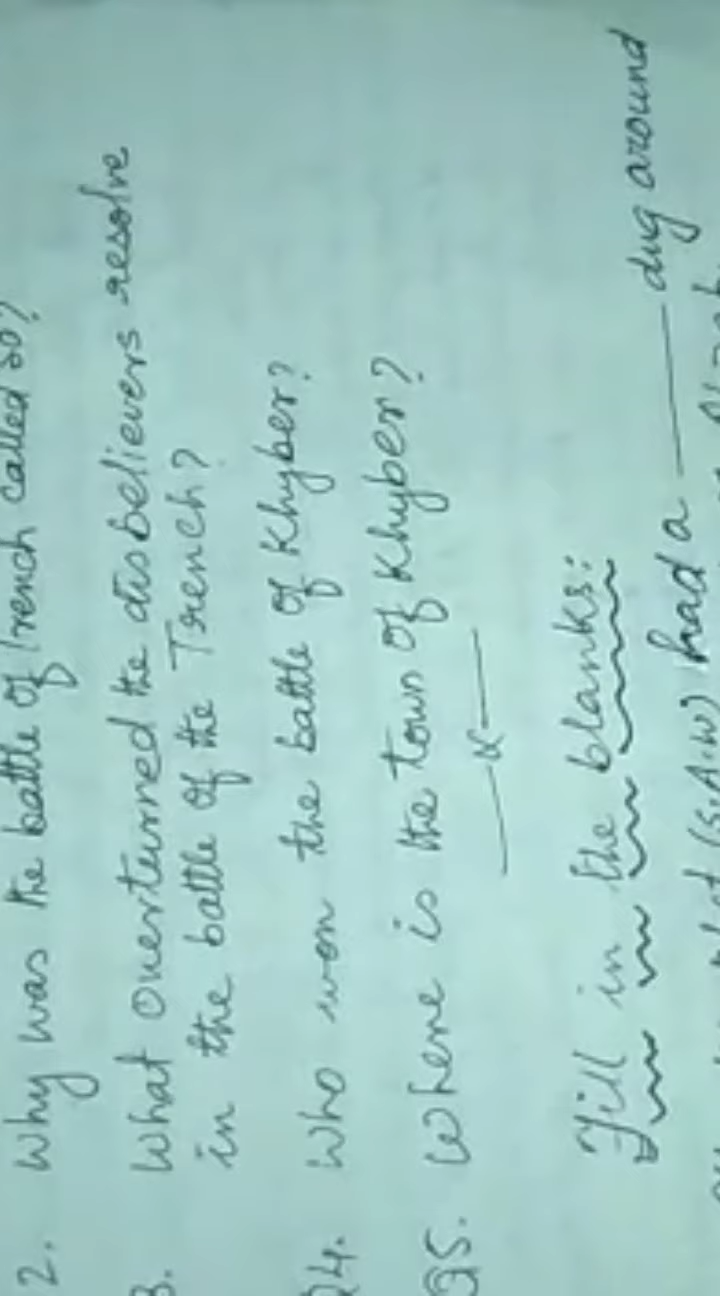 2. Why was the battle of Trench called so?
3. What overturned the disbelievers resolve
in the battle of the Trench?
Q4. Who won the battle of Khyber?
Q5. Where is the town of Khyber?
—x—
Fill in the blanks:
(S.A.W) had a ——— dug around